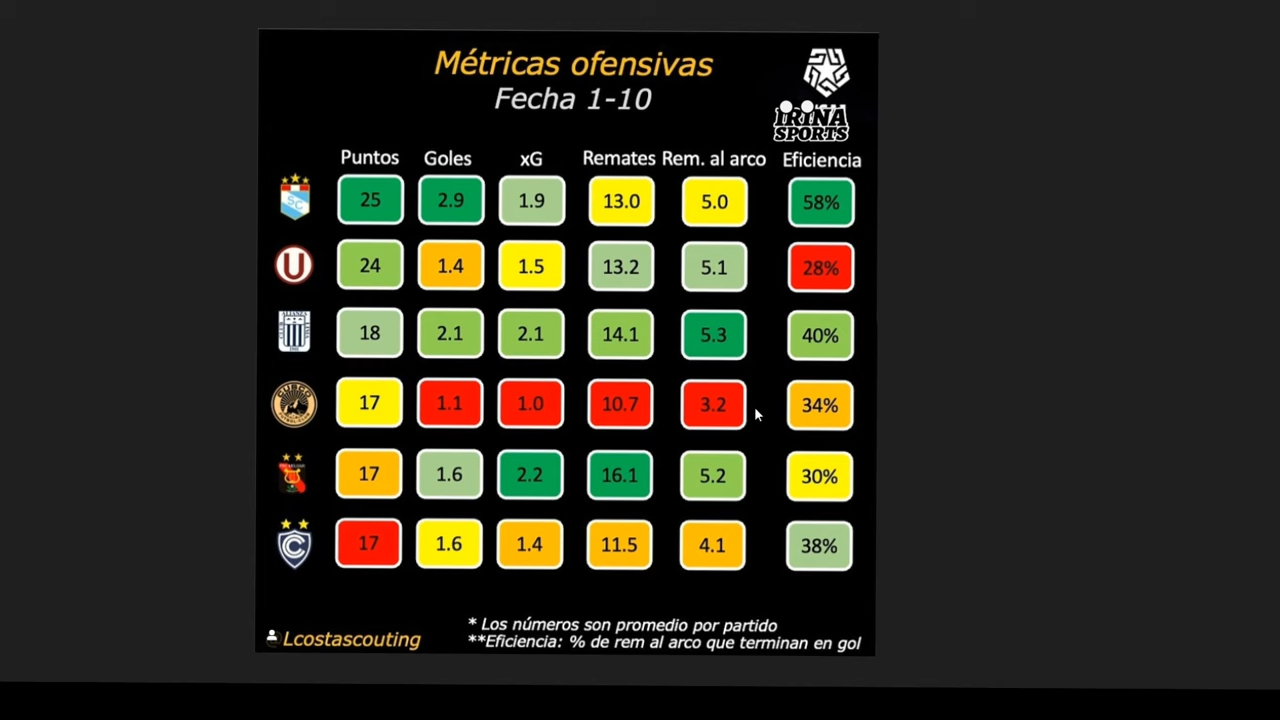 Métricas ofensivas
Fecha 1-10
IRINA
SPORTS
Puntos Goles xG Remates Rem. al arco Eficiencia
SC 25 2.9 1.9 13.0 5.0 58%
U 24 1.4 1.5 13.2 5.1 28%
ALIANZA 18 2.1 2.1 14.1 5.3 40%
CUSCO 17 1.1 1.0 10.7 3.2 34%
17 1.6 2.2 16.1 5.2 30%
C 17 1.6 1.4 11.5 4.1 38%
* Los números son promedio por partido
Lcostascouting **Eficiencia: % de rem al arco que terminan en gol